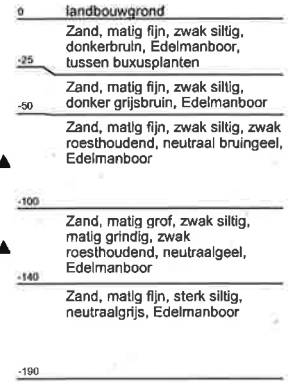 0 landbouwgrond
Zand, matig fijn, zwak siltig,
donkerbruin, Edelmanboor,
-25 tussen buxusplanten
Zand, matig fijn, zwak siltig,
-50 donker grijsbruin, Edelmanboor
Zand, matig fijn, zwak siltig, zwak
roesthoudend, neutraal bruingeel,
Edelmanboor
-100
Zand, matig grof, zwak siltig,
matig grindig, zwak
roesthoudend, neutraalgeel,
Edelmanboor
-140
Zand, matig fijn, sterk siltig,
neutraalgrijs, Edelmanboor
-190